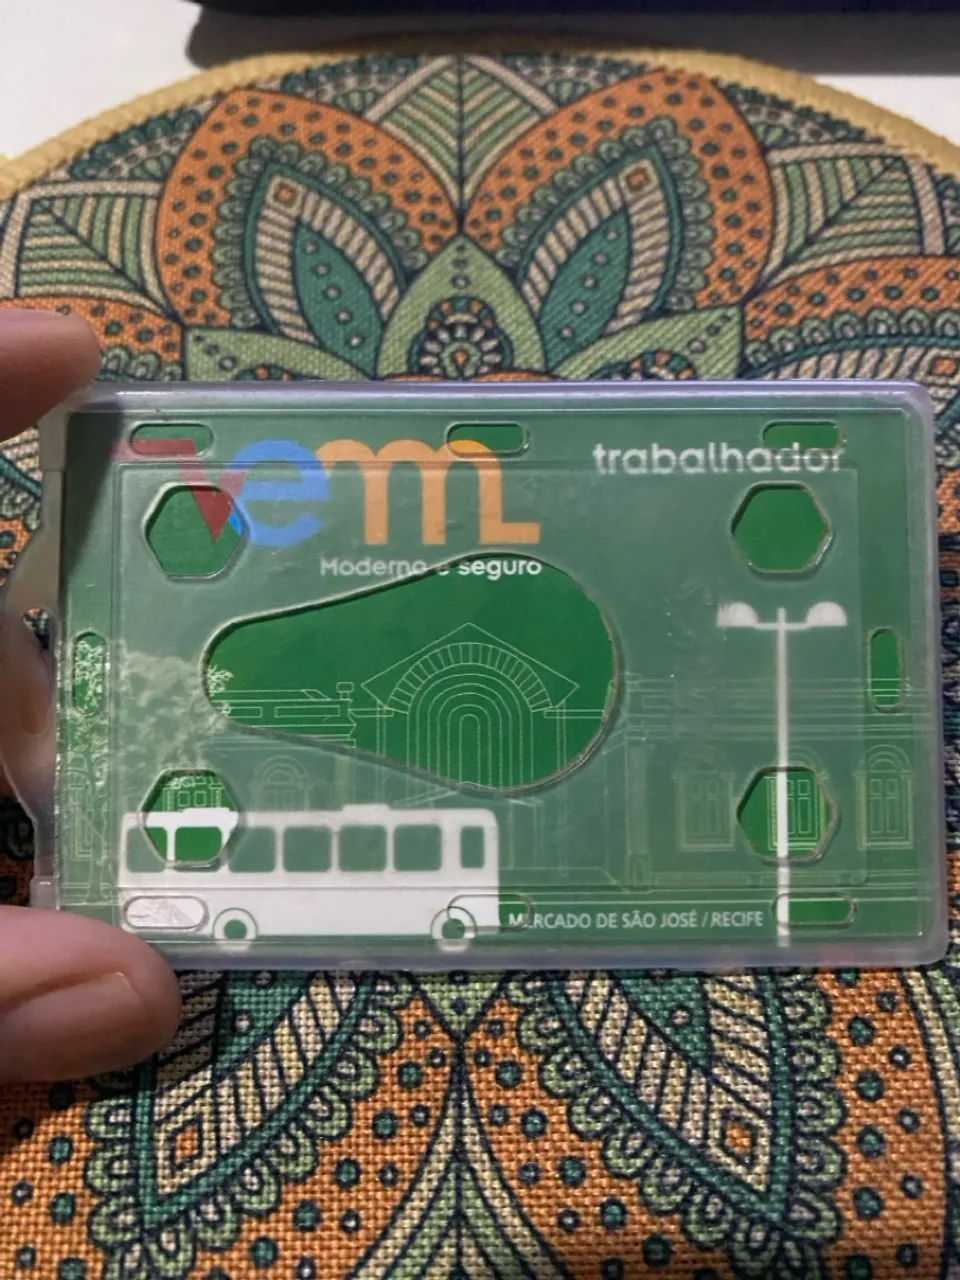 vem
trabalhador
Moderno e seguro
MERCADO DE SÃO JOSÉ / RECIFE